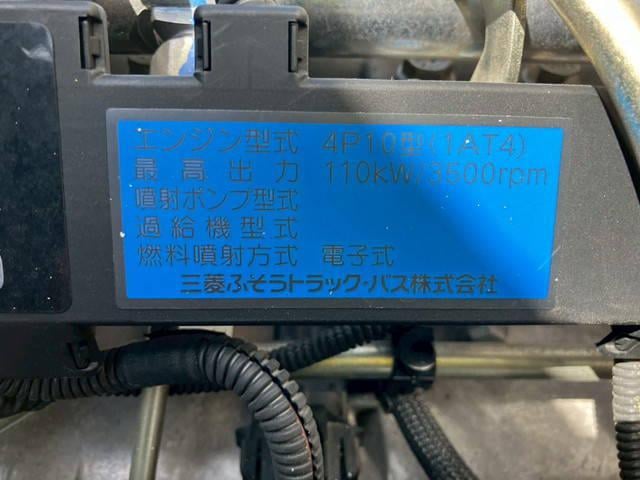 エンジン型式 4P10型(1AT4)
最高出力 110kW/3500rpm
噴射ポンプ型式
過給機型式
燃料噴射方式 電子式
三菱ふそうトラック・バス株式会社